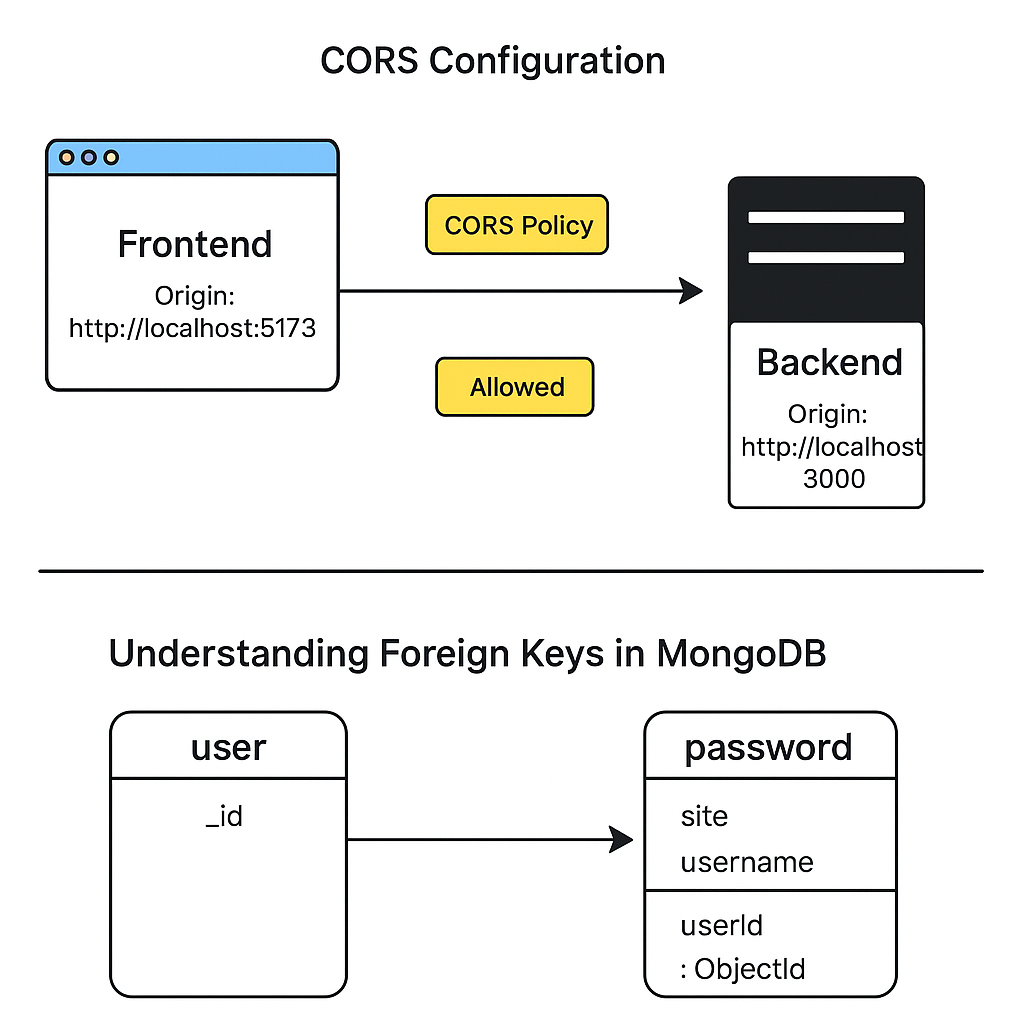 CORS Configuration
Frontend
Origin:
http://localhost:5173
CORS Policy
Allowed
Backend
Origin:
http://localhost
3000
Understanding Foreign Keys in MongoDB
user
_id
password
site
username
userId
: ObjectId